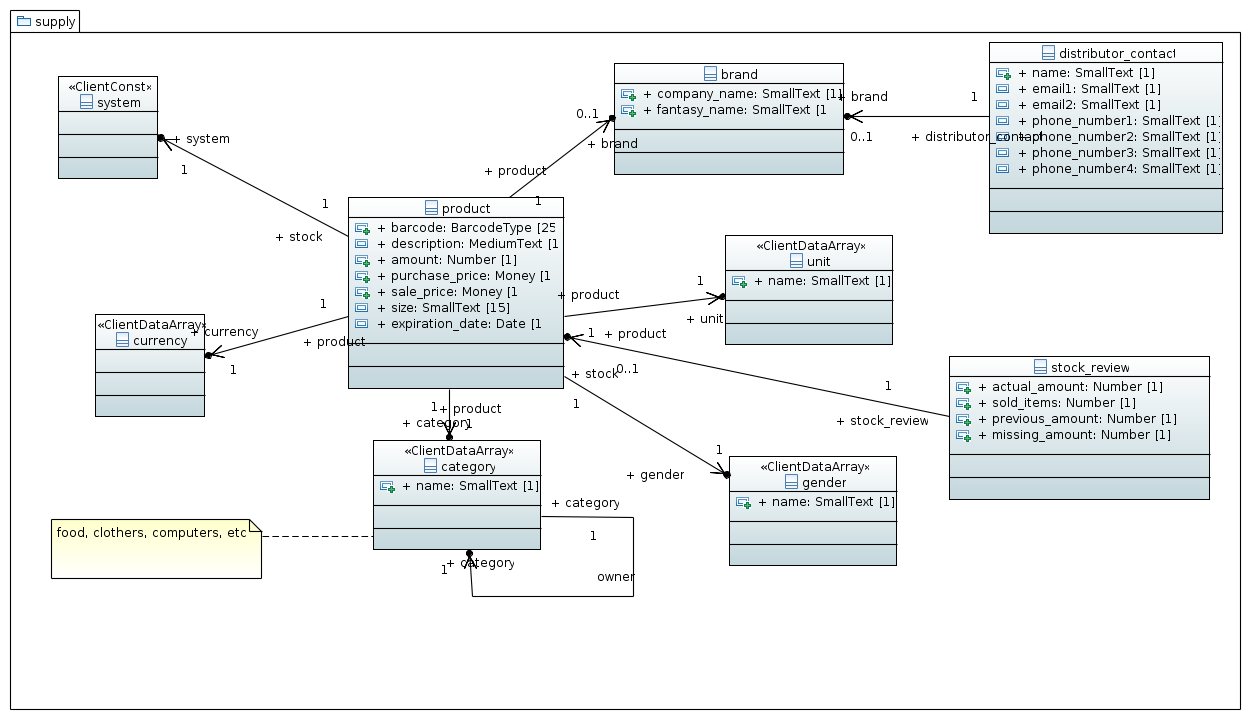 supply
«ClientConst»
system
+ system
1
1
+ stock
brand
+ company_name: SmallText [1]
+ fantasy_name: SmallText [1
0..1
+ brand
+ product
1
+ brand
1
0..1
+ distributor_contact
distributor_contact
+ name: SmallText [1]
+ email1: SmallText [1]
+ email2: SmallText [1]
+ phone_number1: SmallText [1]
+ phone_number2: SmallText [1]
+ phone_number3: SmallText [1]
+ phone_number4: SmallText [1]
product
+ barcode: BarcodeType [25
+ description: MediumText [1
+ amount: Number [1]
+ purchase_price: Money [1
+ sale_price: Money [1
+ size: SmallText [15]
+ expiration_date: Date [1
«ClientDataArray»
unit
+ name: SmallText [1]
+ product
1
+ unit
«ClientDataArray»
currency
+ currency
1
1
+ product
1
+ product
0..1
1
+ stock_review
stock_review
+ actual_amount: Number [1]
+ sold_items: Number [1]
+ previous_amount: Number [1]
+ missing_amount: Number [1]
+ stock
1
1
+ gender
«ClientDataArray»
gender
+ name: SmallText [1]
1
+ product
+ category
1
«ClientDataArray»
category
+ name: SmallText [1]
+ category
1
owner
+ category
1
food, clothers, computers, etc